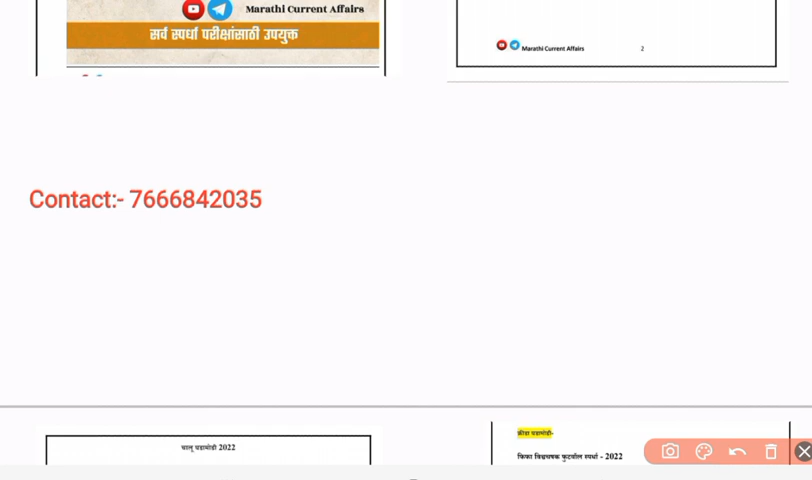 Marathi Current Affairs
सर्व स्पर्धा परीक्षांसाठी उपयुक्त
Marathi Current Affairs 2
Contact:- 7666842035
चालू घडामोडी 2022
क्रीडा घडामोडी-
फिफा विश्वचषक फुटबॉल स्पर्धा - 2022